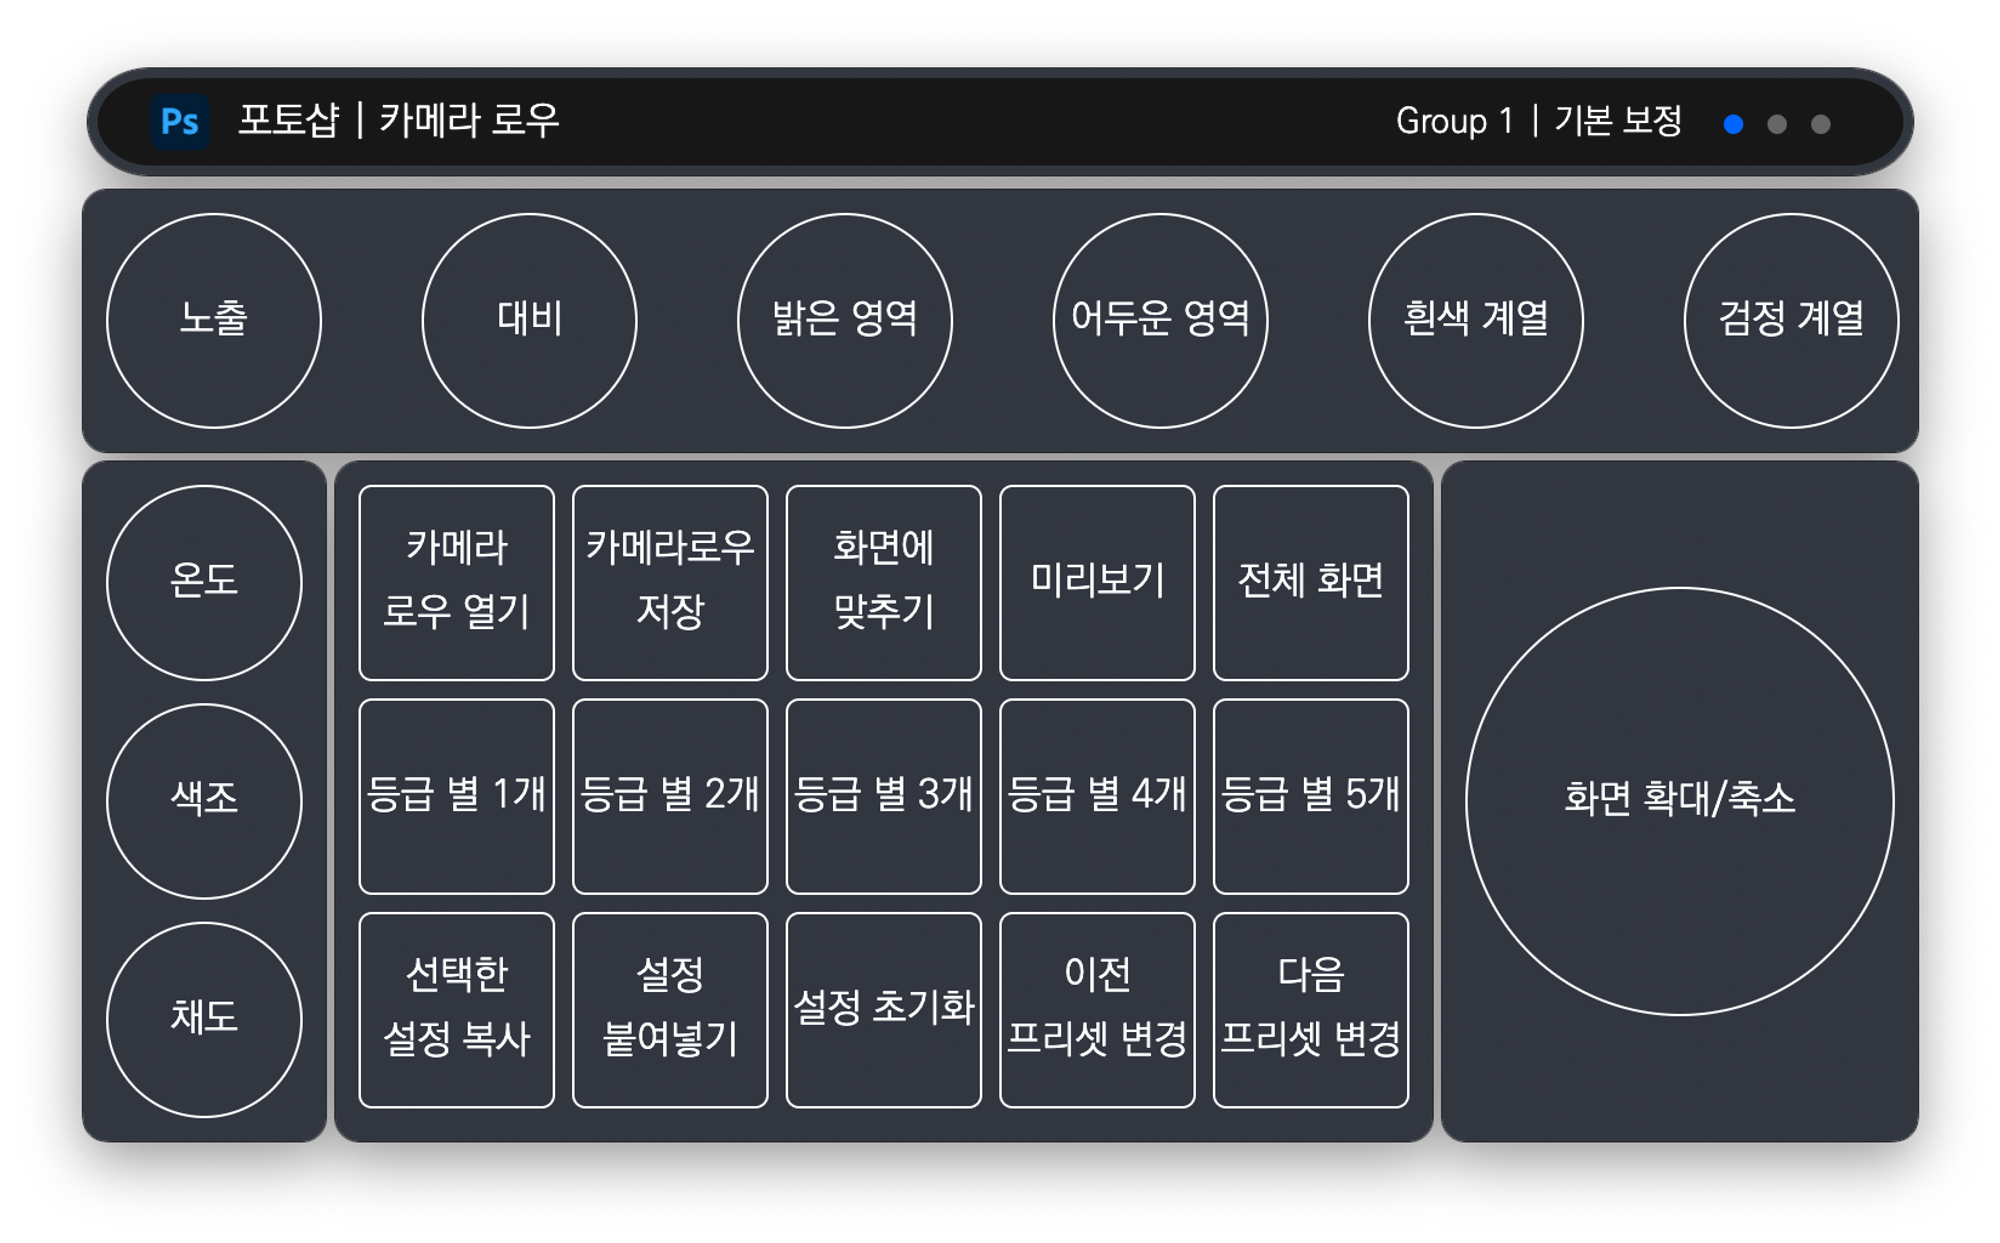 Ps 포토샵 | 카메라 로우
Group 1 | 기본 보정
노출
대비
밝은 영역
어두운 영역
흰색 계열
검정 계열
온도
색조
채도
카메라
로우 열기
카메라로우
저장
화면에
맞추기
미리보기
전체 화면
등급 별 1개
등급 별 2개
등급 별 3개
등급 별 4개
등급 별 5개
선택한
설정 복사
설정
붙여넣기
설정 초기화
이전
프리셋 변경
다음
프리셋 변경
화면 확대/축소